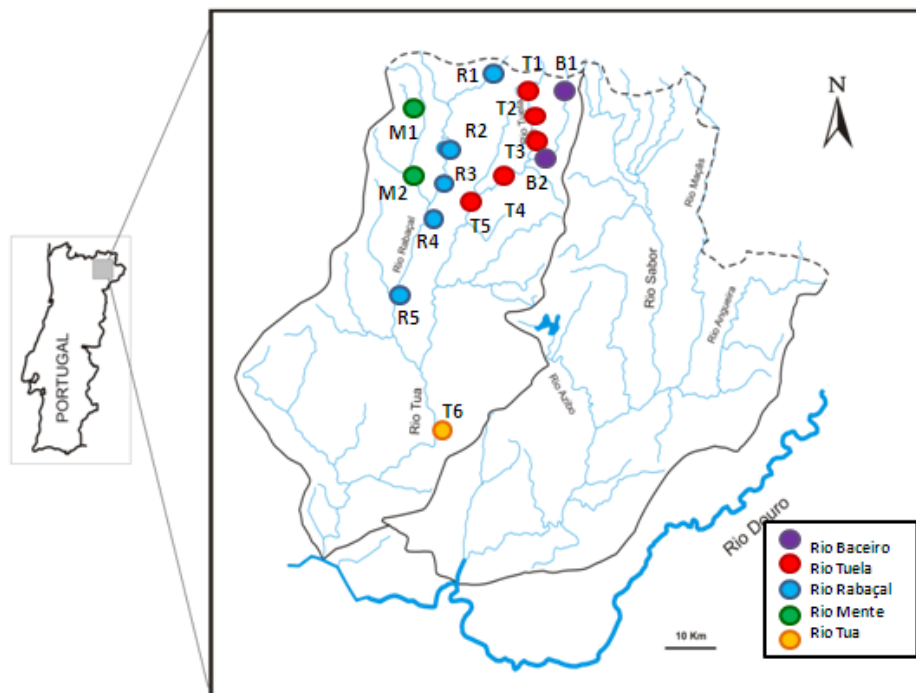 T1
B1
R1
N
T2
Rio Tuela
M1
R2
T3
R3
B2
M2
Rio Maçãs
T4
T5
R4
Rio Rabaçal
Rio Sabor
Rio Angueira
R5
Rio Azibo
T6
Rio Tua
PORTUGAL
Rio Douro
Rio Baceiro
Rio Tuela
Rio Rabaçal
Rio Mente
Rio Tua
10 Km